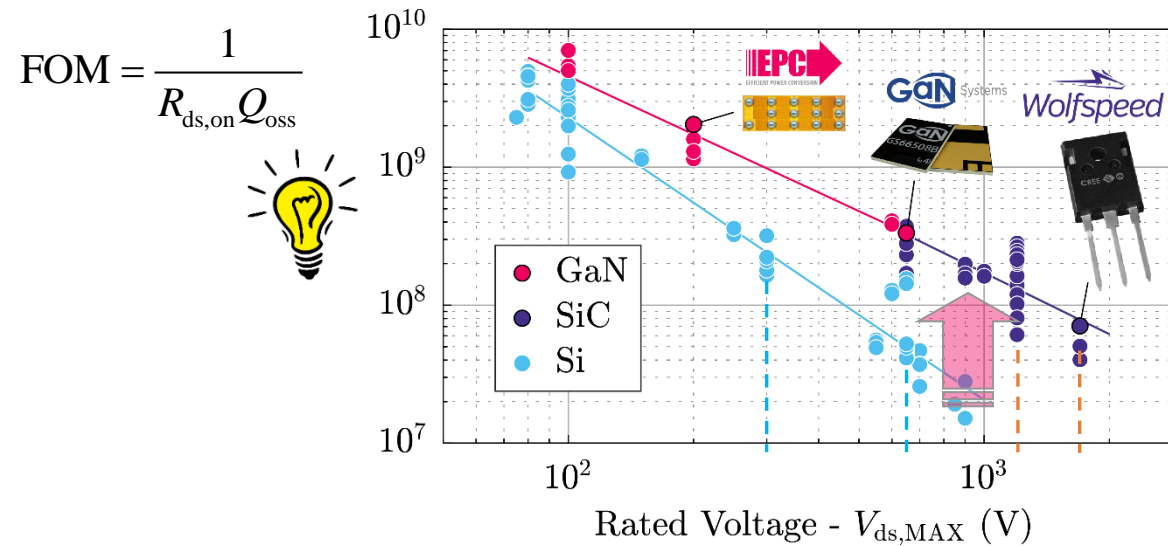 FOM = 1 / (R_ds,on Q_oss)
10^10
10^9
10^8
10^7
EPC
EFFICIENT POWER CONVERSION
GaN Systems
GaN
GS66508B
Wolfspeed
CREE
GaN
SiC
Si
10^2
10^3
Rated Voltage - V_ds,MAX (V)